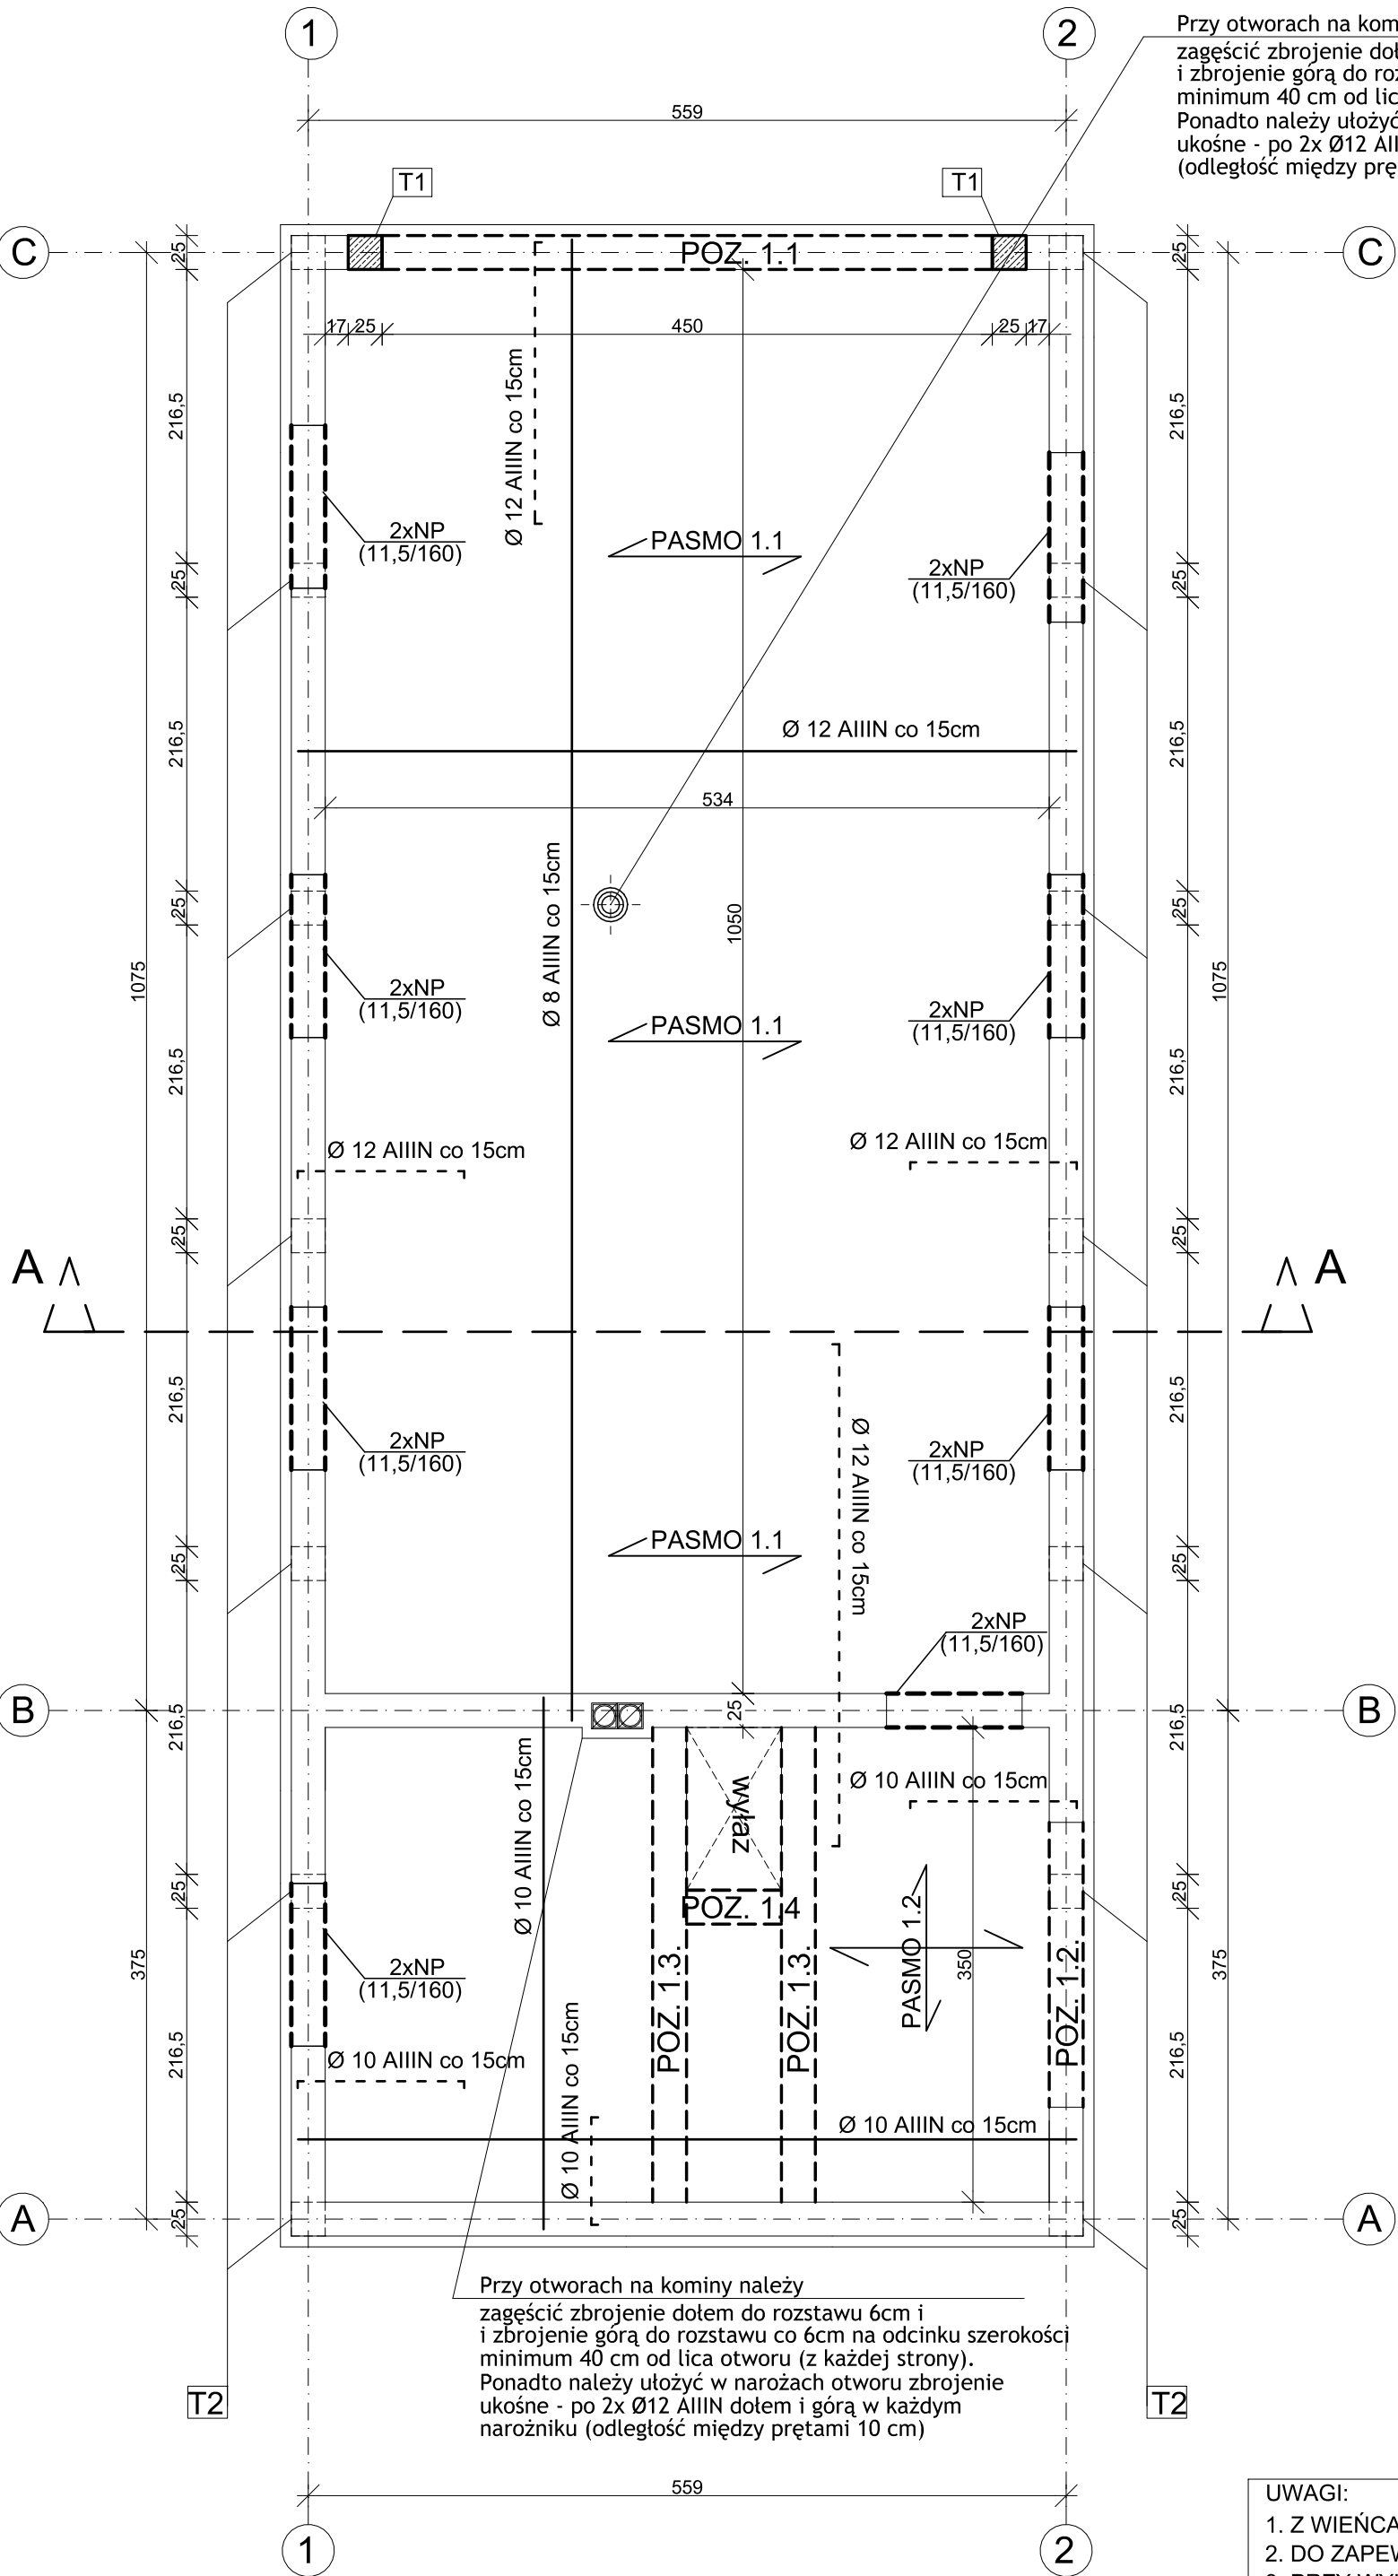 1
2
Przy otworach na
zagęścić zbrojenie
i zbrojenie górą do
minimum 40 cm od
Ponadto należy ułożyć
ukośne - po 2x Ø12
(odległość między
559
T1
T1
C
25
POZ. 1.1
25
C
17
25
450
25
17
216,5
Ø 12 AIIIN co 15cm
216,5
2xNP
(11,5/160)
PASMO 1.1
2xNP
(11,5/160)
25
25
216,5
Ø 12 AIIIN co 15cm
216,5
534
25
Ø 8 AIIIN co 15cm
1050
25
1075
2xNP
(11,5/160)
PASMO 1.1
2xNP
(11,5/160)
1075
216,5
216,5
Ø 12 AIIIN co 15cm
Ø 12 AIIIN co 15cm
25
25
A
A
216,5
2xNP
(11,5/160)
Ø 12 AIIIN co 15cm
2xNP
(11,5/160)
216,5
PASMO 1.1
25
25
2xNP
(11,5/160)
B
216,5
25
216,5
B
Ø 10 AIIIN co 15cm
wyłaz
Ø 10 AIIIN co 15cm
25
POZ. 1.4
25
375
2xNP
(11,5/160)
POZ. 1.3.
POZ. 1.3.
PASMO 1.2
350
POZ. 1.2.
375
216,5
Ø 10 AIIIN co 15cm
Ø 10 AIIIN co 15cm
216,5
Ø 10 AIIIN co 15cm
A
25
25
A
Przy otworach na kominy należy
zagęścić zbrojenie dołem do rozstawu 6cm i
i zbrojenie górą do rozstawu co 6cm na odcinku szerokości
minimum 40 cm od lica otworu (z każdej strony).
Ponadto należy ułożyć w narożach otworu zbrojenie
ukośne - po 2x Ø12 AIIIN dołem i górą w każdym
narożniku (odległość między prętami 10 cm)
T2
T2
559
1
2
UWAGI:
1. Z
2. DO